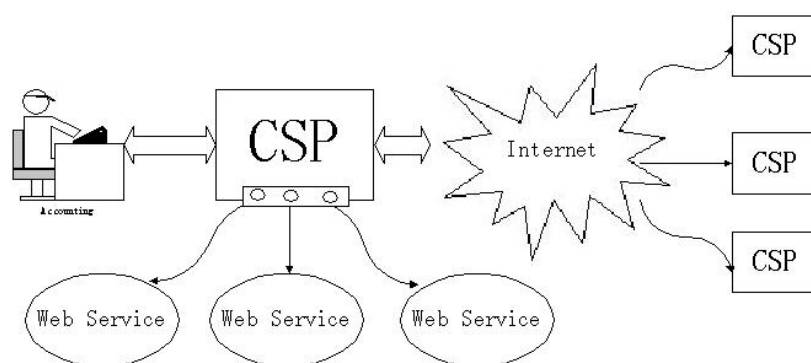 CSP
CSP
Internet
CSP
Accounting
CSP
Web Service
Web Service
Web Service